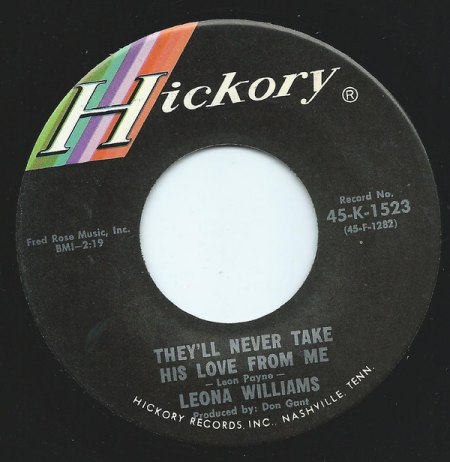 Hickory ®
Record No.
45-K-1523
(45-F-1282)
Fred Rose Music, Inc.
BMI-2:19
THEY'LL NEVER TAKE
HIS LOVE FROM ME
- Leon Payne -
LEONA WILLIAMS
Produced by: Don Gant
HICKORY RECORDS, INC., NASHVILLE, TENN.